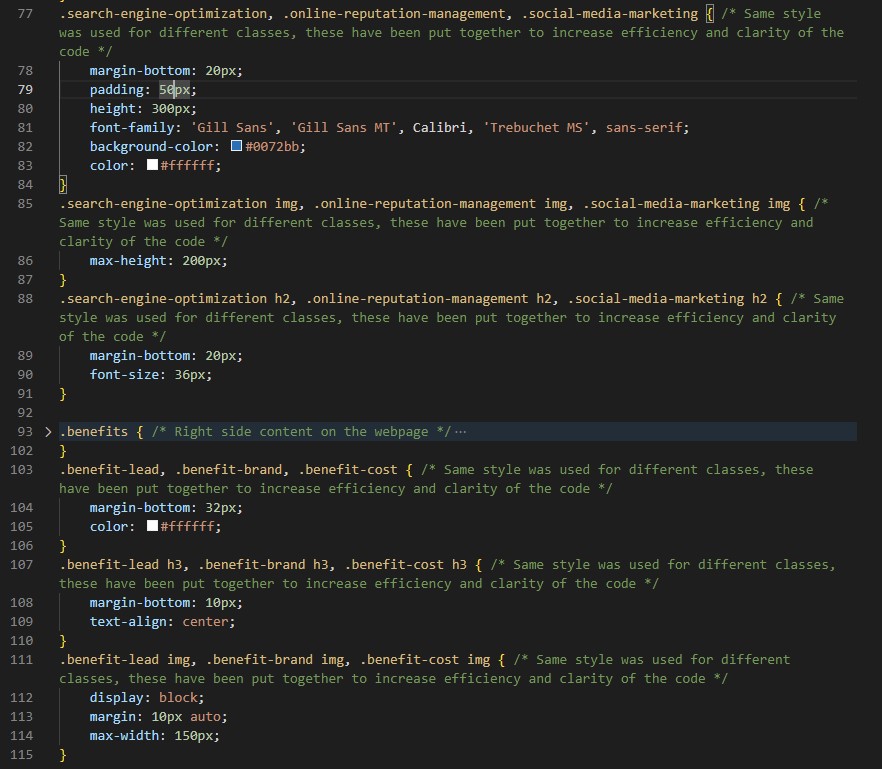 77 .search-engine-optimization, .online-reputation-management, .social-media-marketing { /* Same style
was used for different classes, these have been put together to increase efficiency and clarity of the
code */
78 margin-bottom: 20px;
79 padding: 50px;
80 height: 300px;
81 font-family: 'Gill Sans', 'Gill Sans MT', Calibri, 'Trebuchet MS', sans-serif;
82 background-color: #0072bb;
83 color: #ffffff;
84 }
85 .search-engine-optimization img, .online-reputation-management img, .social-media-marketing img { /*
Same style was used for different classes, these have been put together to increase efficiency and
clarity of the code */
86 max-height: 200px;
87 }
88 .search-engine-optimization h2, .online-reputation-management h2, .social-media-marketing h2 { /* Same
style was used for different classes, these have been put together to increase efficiency and clarity
of the code */
89 margin-bottom: 20px;
90 font-size: 36px;
91 }
92
93 .benefits { /* Right side content on the webpage */ ···
102 }
103 .benefit-lead, .benefit-brand, .benefit-cost { /* Same style was used for different classes, these
have been put together to increase efficiency and clarity of the code */
104 margin-bottom: 32px;
105 color: #ffffff;
106 }
107 .benefit-lead h3, .benefit-brand h3, .benefit-cost h3 { /* Same style was used for different classes,
these have been put together to increase efficiency and clarity of the code */
108 margin-bottom: 10px;
109 text-align: center;
110 }
111 .benefit-lead img, .benefit-brand img, .benefit-cost img { /* Same style was used for different
classes, these have been put together to increase efficiency and clarity of the code */
112 display: block;
113 margin: 10px auto;
114 max-width: 150px;
115 }